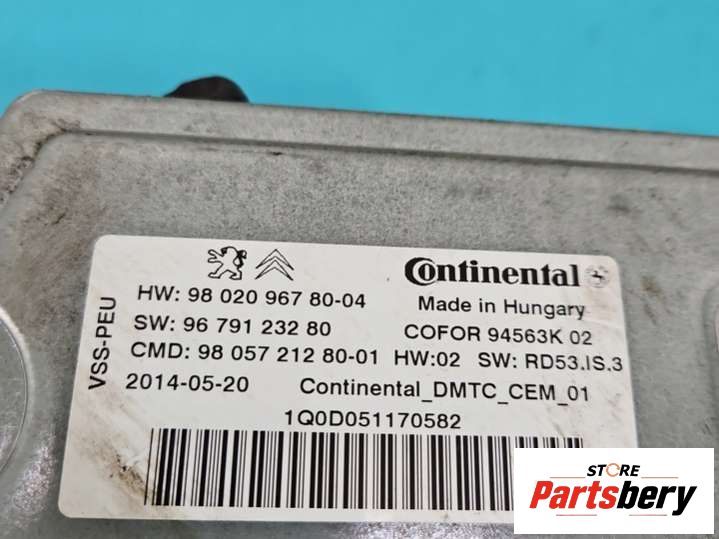 Continental
HW: 98 020 967 80-04
Made in Hungary
SW: 96 791 232 80
COFOR 94563K 02
CMD: 98 057 212 80-01 HW:02 SW: RD53.IS.3
2014-05-20 Continental_DMTC_CEM_01
1Q0D051170582
VSS-PEU
STORE
Partsbery